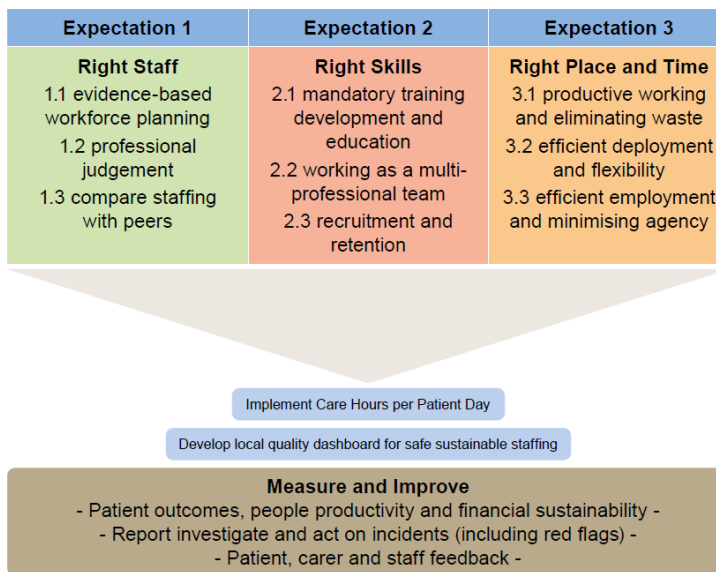 Expectation 1
Right Staff
1.1 evidence-based
workforce planning
1.2 professional
judgement
1.3 compare staffing
with peers
Expectation 2
Right Skills
2.1 mandatory training
development and
education
2.2 working as a multi-
professional team
2.3 recruitment and
retention
Expectation 3
Right Place and Time
3.1 productive working
and eliminating waste
3.2 efficient deployment
and flexibility
3.3 efficient employment
and minimising agency
Implement Care Hours per Patient Day
Develop local quality dashboard for safe sustainable staffing
Measure and Improve
- Patient outcomes, people productivity and financial sustainability -
- Report investigate and act on incidents (including red flags) -
- Patient, carer and staff feedback -